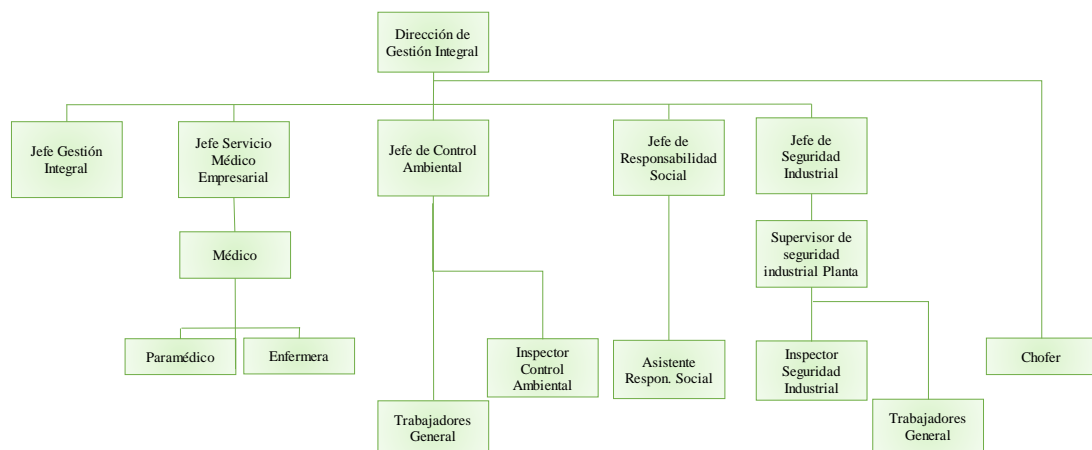 Dirección de
Gestión Integral
Jefe Gestión
Integral
Jefe Servicio
Médico
Empresarial
Jefe de Control
Ambiental
Jefe de
Responsabilidad
Social
Jefe de
Seguridad
Industrial
Médico
Supervisor de
seguridad
industrial Planta
Paramédico
Enfermera
Inspector
Control
Ambiental
Asistente
Respon. Social
Inspector
Seguridad
Industrial
Chofer
Trabajadores
General
Trabajadores
General